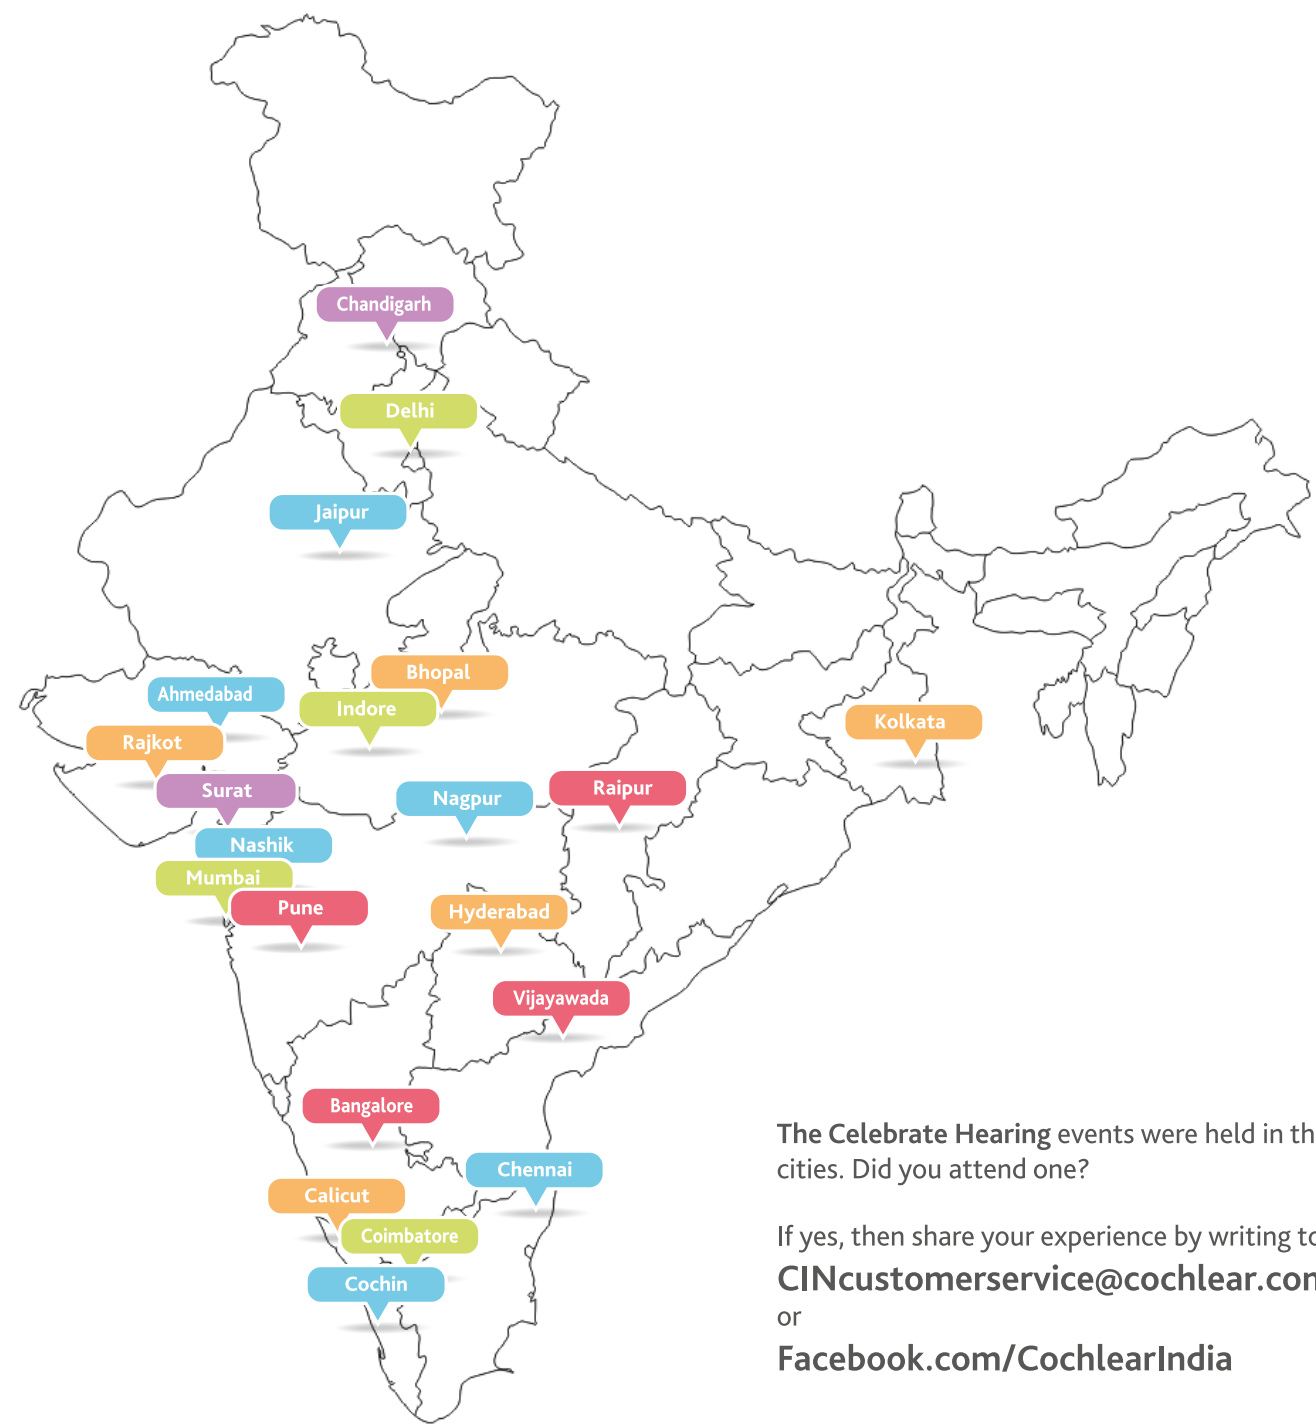 Chandigarh
Delhi
Jaipur
Bhopal
Ahmedabad
Indore
Kolkata
Rajkot
Surat
Nagpur
Raipur
Nashik
Mumbai
Pune
Hyderabad
Vijayawada
Bangalore
Chennai
Calicut
Coimbatore
Cochin
The Celebrate Hearing events were held in th
cities. Did you attend one?
If yes, then share your experience by writing to
CINcustomerservice@cochlear.com
or
Facebook.com/CochlearIndia